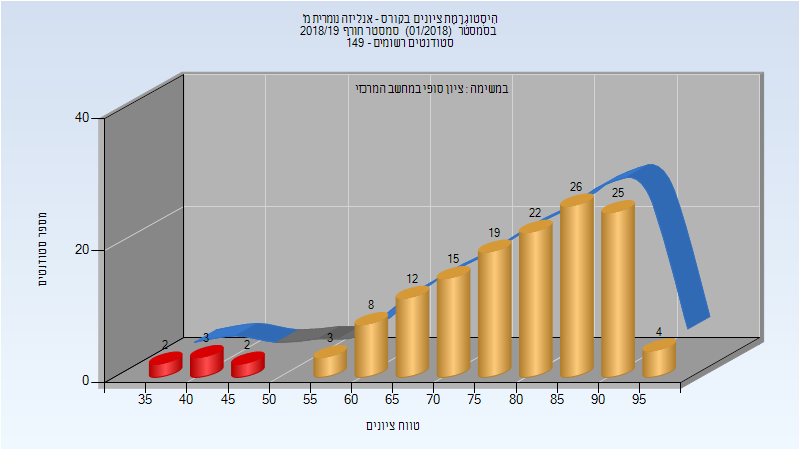 היסטוגרמת ציונים בקורס - אנליזה נומרית מ'
בסמסטר (01/2018) סמסטר חורף 2018/19
סטודנטים רשומים - 149
במשימה : ציון סופי במחשב המרכזי
מספר סטודנטים
40
20
0
2
3
2
3
8
12
15
19
22
26
25
4
35 40 45 50 55 60 65 70 75 80 85 90 95
טווח ציונים